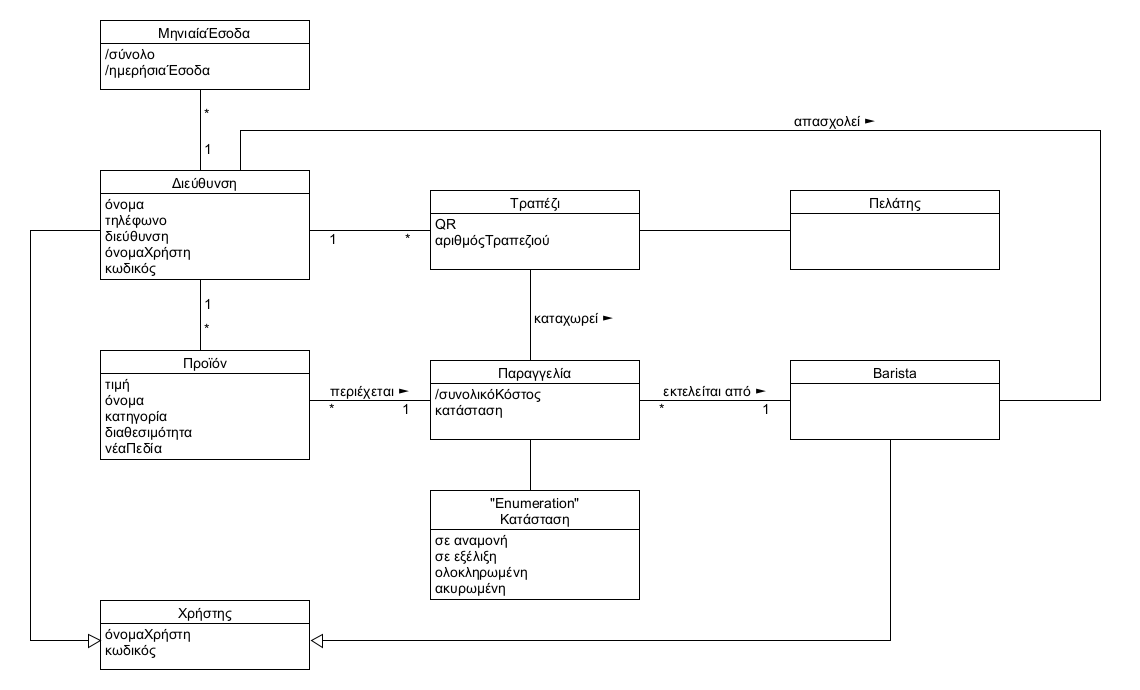 ΜηνιαίαΈσοδα
/σύνολο
/ημερήσιαΈσοδα
*
1
απασχολεί ►
Διεύθυνση
όνομα
τηλέφωνο
διεύθυνση
όνομαΧρήστη
κωδικός
1
*
Τραπέζι
QR
αριθμόςΤραπεζιού
Πελάτης
1
*
καταχωρεί ►
Προϊόν
τιμή
όνομα
κατηγορία
διαθεσιμότητα
νέαΠεδία
περιέχεται ►
*
1
Παραγγελία
/συνολικόΚόστος
κατάσταση
εκτελείται από ►
*
1
Barista
"Enumeration"
Κατάσταση
σε αναμονή
σε εξέλιξη
ολοκληρωμένη
ακυρωμένη
Χρήστης
όνομαΧρήστη
κωδικός